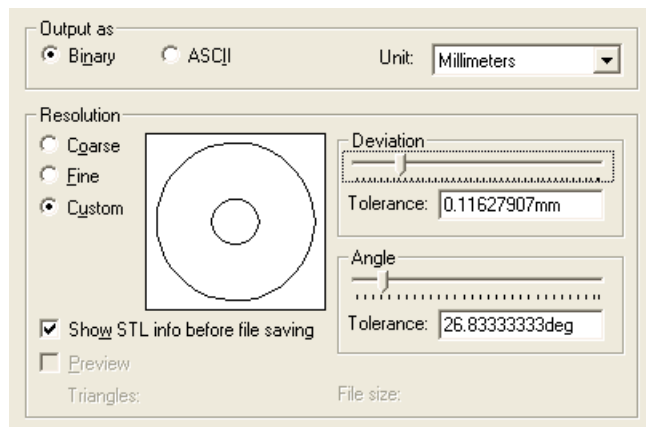 Output as
Binary ASCII Unit: Millimeters
Resolution
Coarse
Fine
Custom
Deviation
Tolerance: 0.11627907mm
Angle
Tolerance: 26.83333333deg
Show STL info before file saving
Preview
Triangles: File size: